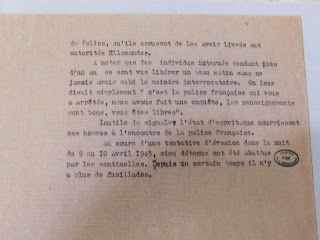 de Police, qu'ils accusent de les avoir livrés aux
autorités Allemandes.
A noter que des individus internés pendant plus
d'un an se sont vus libérer un beau matin sans ne
jamais avoir subi le moindre interrogatoire. On leur
disait simplement " c'est la police française qui vous
a arrêtés, nous avons fait une enquête, les renseignements
sont bons, vous êtes libres".
Inutile de signaler l'état d'esprit que nourrissent
ces hommes à l'encontre de la police Française.
Au cours d'une tentative d'évasion dans la nuit
du 9 au 10 Avril 1943, cinq détenus ont été abattus
par les sentinelles. Depuis un certain temps il n'y
a plus de fusillades.